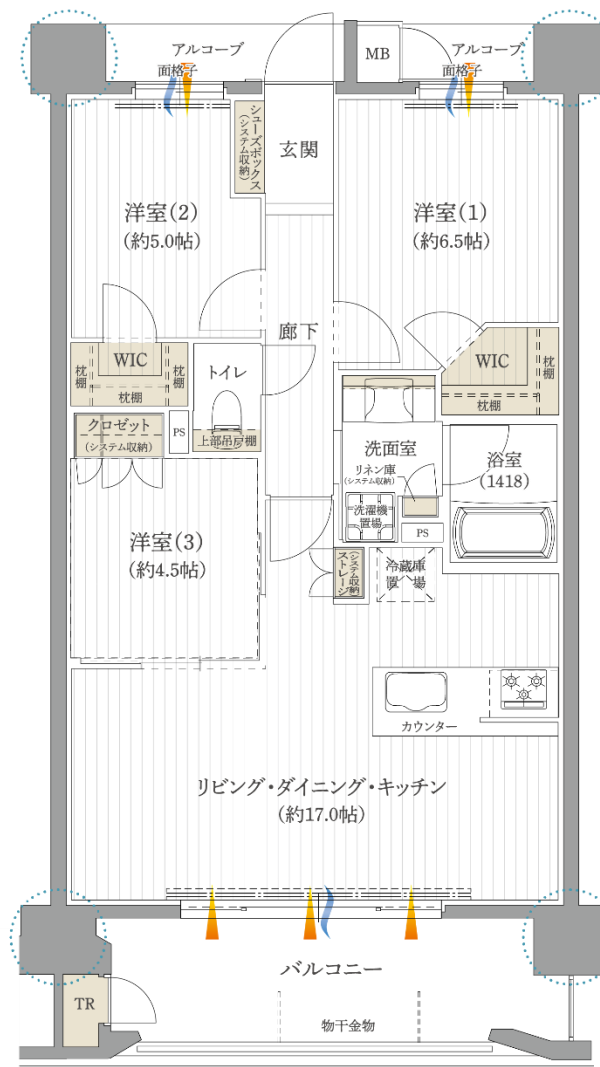 アルコーブ
面格子
MB
アルコーブ
面格子
シューズボックス
(システム収納)
玄関
洋室(2)
(約5.0帖)
洋室(1)
(約6.5帖)
廊下
WIC
枕棚
枕棚
枕棚
トイレ
上部吊戸棚
WIC
枕棚
枕棚
クロゼット
(システム収納)
PS
洗面室
リネン庫
(システム収納)
浴室
(1418)
洗濯機
置場
PS
洋室(3)
(約4.5帖)
ストレージ
(システム収納)
冷蔵庫
置場
カウンター
リビング・ダイニング・キッチン
(約17.0帖)
バルコニー
TR
物干金物